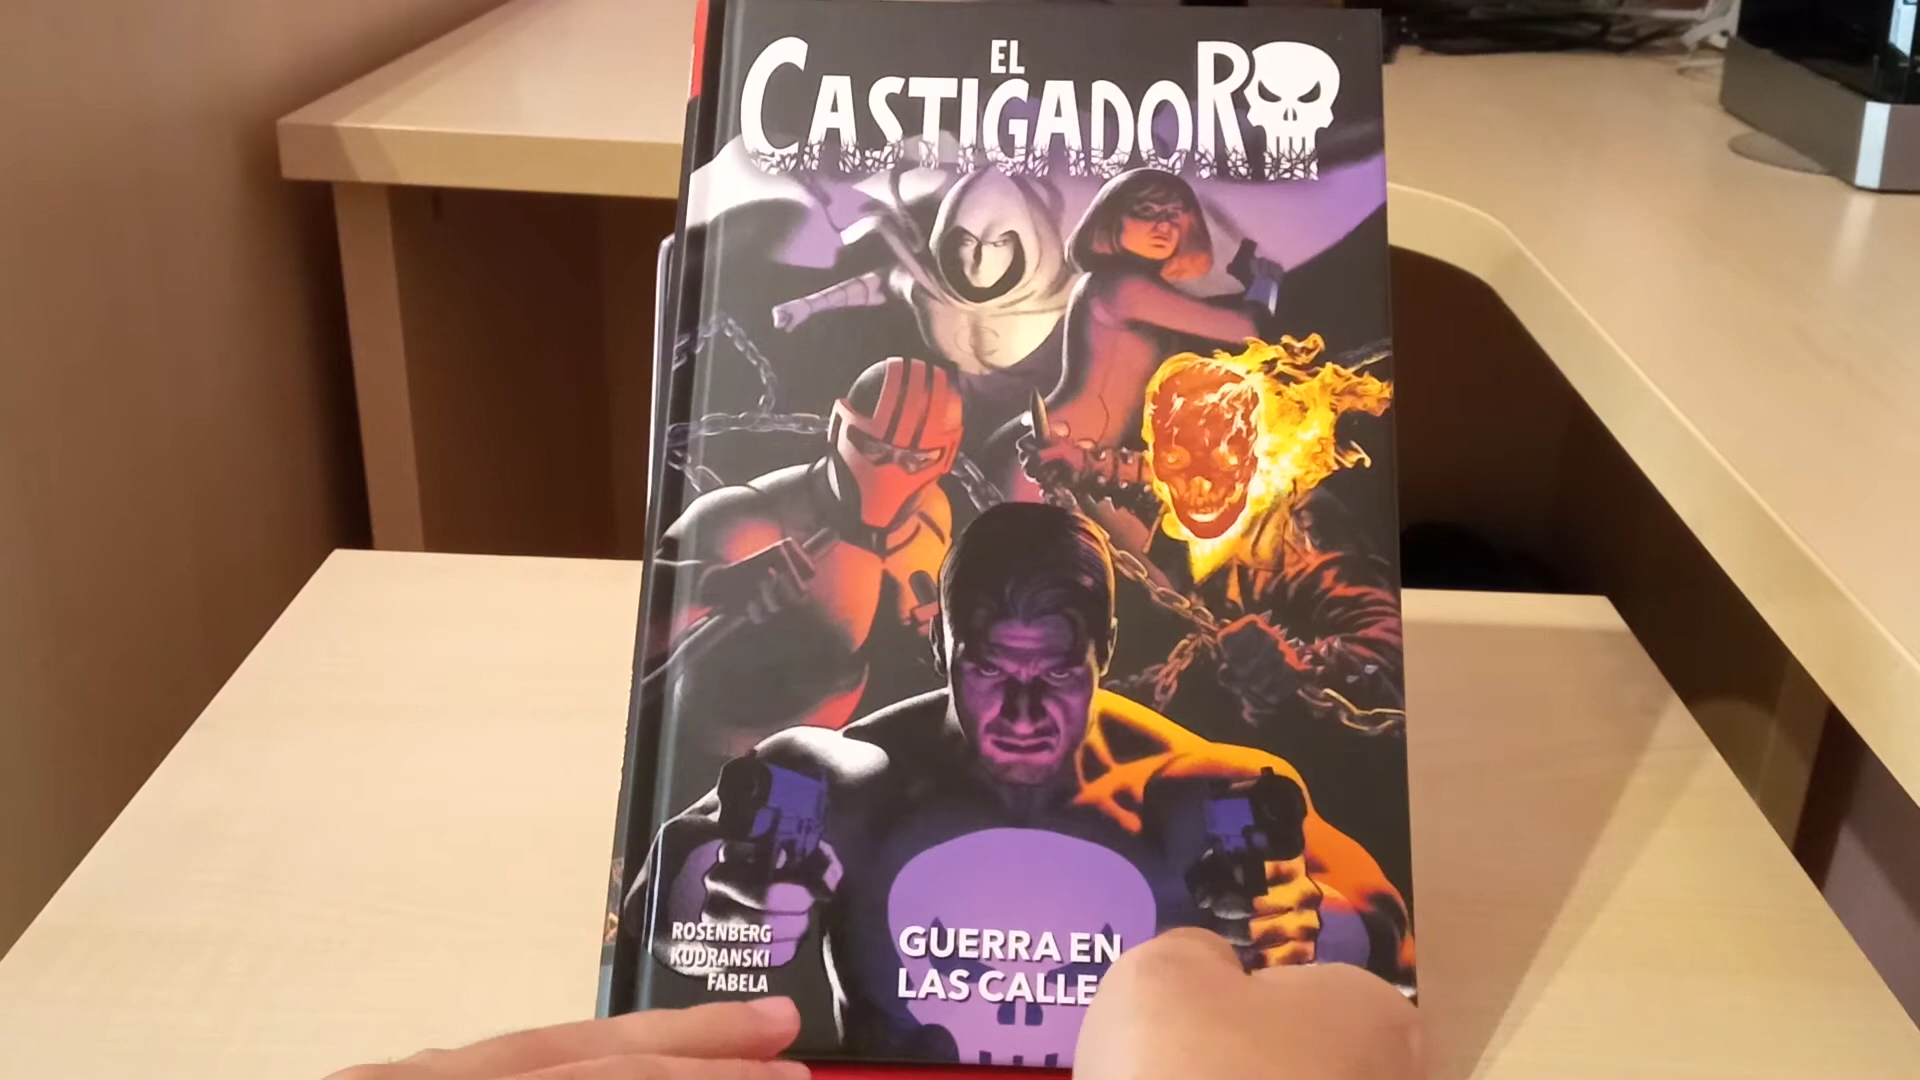 EL
CASTIGADOR
ROSENBERG
KUDRANSKI
FABELA
GUERRA EN
LAS CALLE